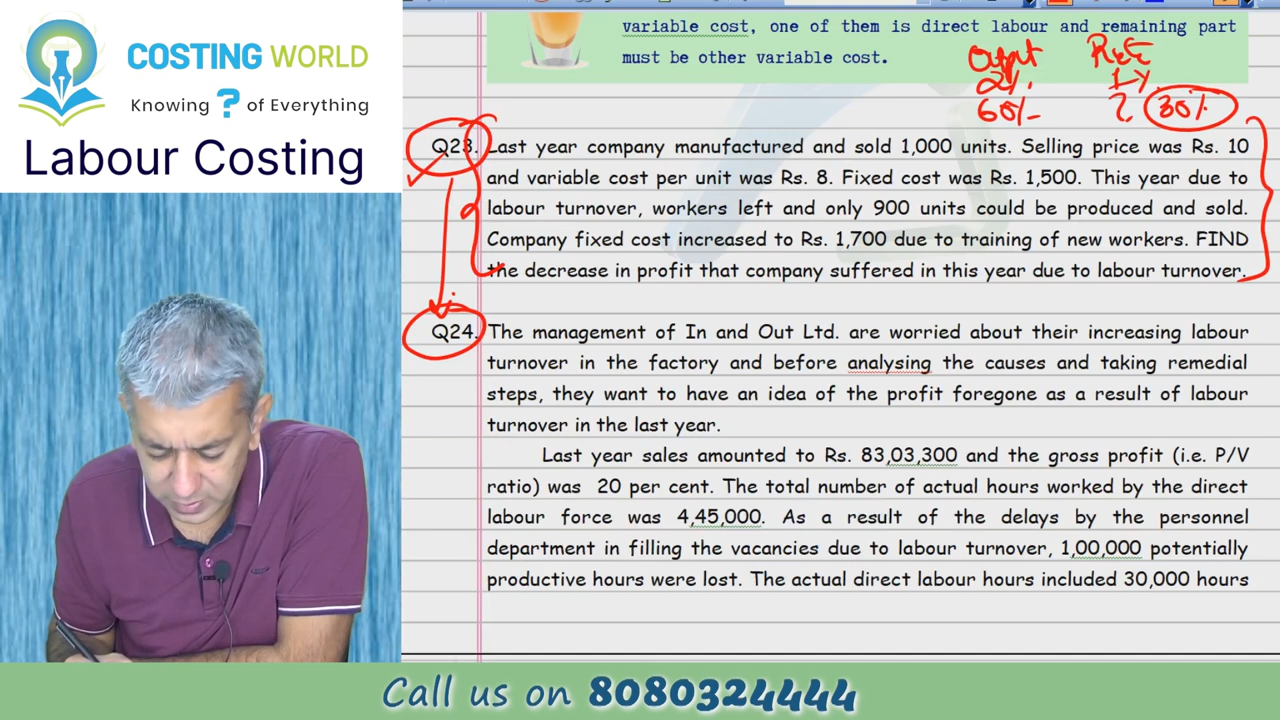 COSTING WORLD
Knowing ? of Everything
Labour Costing
variable cost, one of them is direct labour and remaining part
must be other variable cost.
Output Rate
2%. 1%
60% ? 30%
Q23. Last year company manufactured and sold 1,000 units. Selling price was Rs. 10
and variable cost per unit was Rs. 8. Fixed cost was Rs. 1,500. This year due to
labour turnover, workers left and only 900 units could be produced and sold.
Company fixed cost increased to Rs. 1,700 due to training of new workers. FIND
the decrease in profit that company suffered in this year due to labour turnover.
Q24. The management of In and Out Ltd. are worried about their increasing labour
turnover in the factory and before analysing the causes and taking remedial
steps, they want to have an idea of the profit foregone as a result of labour
turnover in the last year.
Last year sales amounted to Rs. 83,03,300 and the gross profit (i.e. P/V
ratio) was 20 per cent. The total number of actual hours worked by the direct
labour force was 4,45,000. As a result of the delays by the personnel
department in filling the vacancies due to labour turnover, 1,00,000 potentially
productive hours were lost. The actual direct labour hours included 30,000 hours
Call us on 8080324444